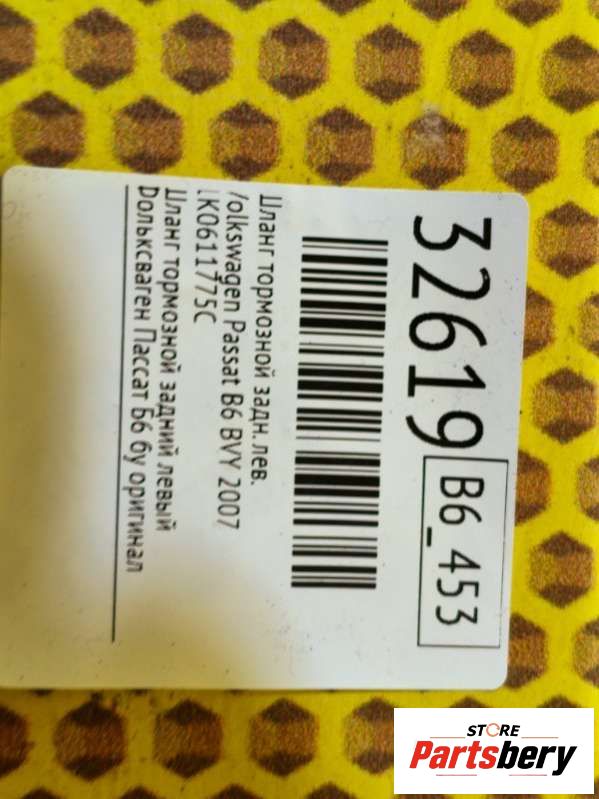 32619 B6_453
Шланг тормозной задн. лев.
Volkswagen Passat B6 BVY 2007
1K0611775C
Шланг тормозной задний левый
Фольксваген Пассат Б6 бу оригинал
STORE
Partsbery